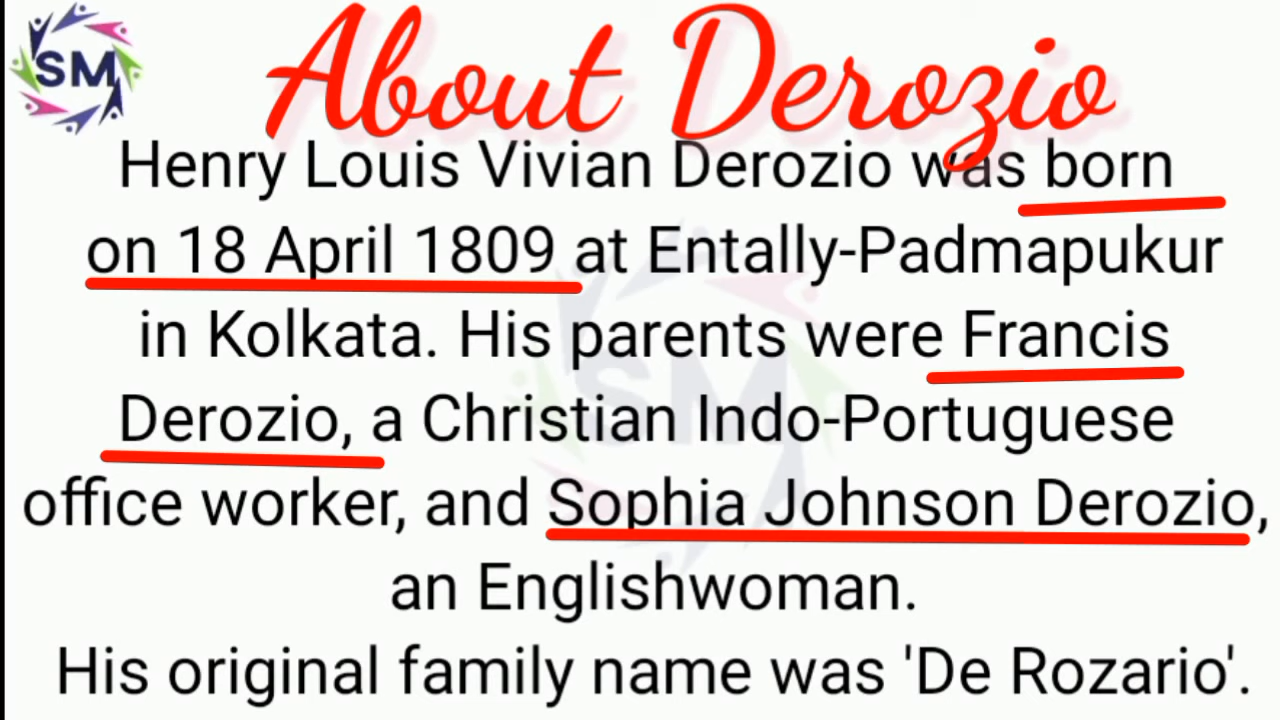 SM
About Derozio
Henry Louis Vivian Derozio was born
on 18 April 1809 at Entally-Padmapukur
in Kolkata. His parents were Francis
Derozio, a Christian Indo-Portuguese
office worker, and Sophia Johnson Derozio,
an Englishwoman.
His original family name was 'De Rozario'.
SM